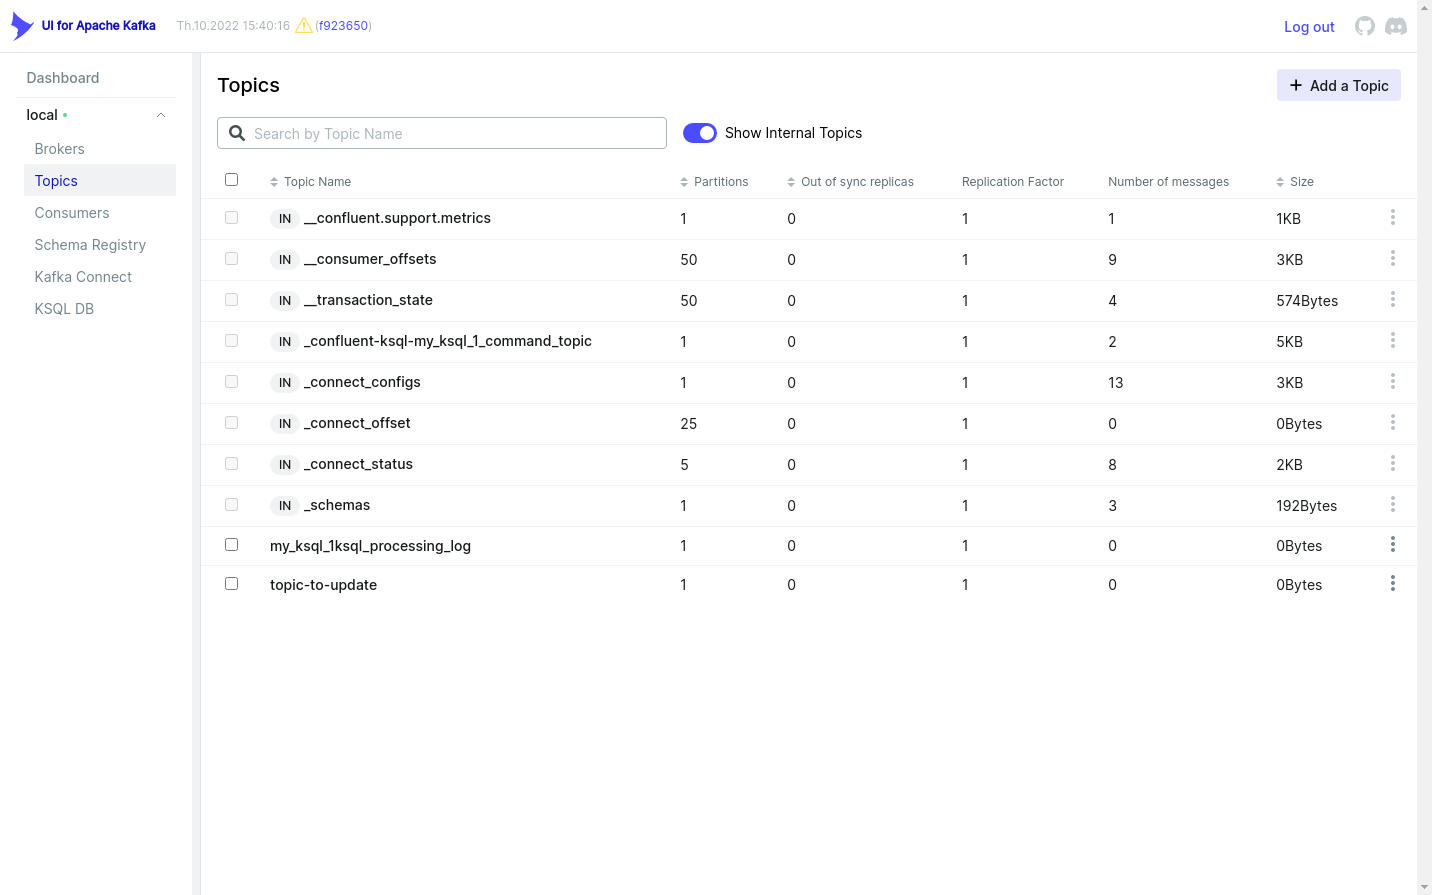 UI for Apache Kafka Th.10.2022 15:40:16 (f923650) Log out
Dashboard
local
Brokers
Topics
Consumers
Schema Registry
Kafka Connect
KSQL DB
Topics
Add a Topic
Search by Topic Name
Show Internal Topics
Topic Name Partitions Out of sync replicas Replication Factor Number of messages Size
IN __confluent.support.metrics 1 0 1 1 1KB
IN __consumer_offsets 50 0 1 9 3KB
IN __transaction_state 50 0 1 4 574Bytes
IN _confluent-ksql-my_ksql_1_command_topic 1 0 1 2 5KB
IN _connect_configs 1 0 1 13 3KB
IN _connect_offset 25 0 1 0 0Bytes
IN _connect_status 5 0 1 8 2KB
IN _schemas 1 0 1 3 192Bytes
my_ksql_1ksql_processing_log 1 0 1 0 0Bytes
topic-to-update 1 0 1 0 0Bytes